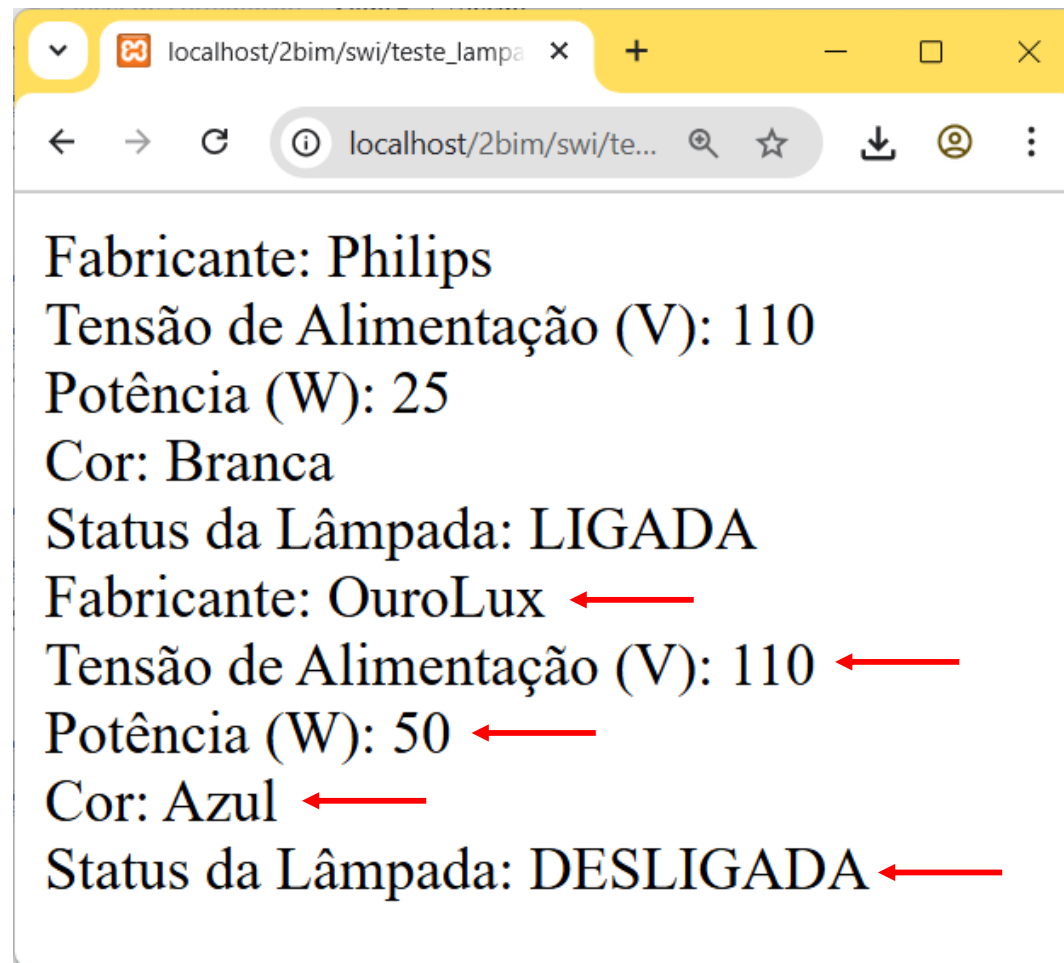 localhost/2bim/swi/teste_lampa
localhost/2bim/swi/te...
Fabricante: Philips
Tensão de Alimentação (V): 110
Potência (W): 25
Cor: Branca
Status da Lâmpada: LIGADA
Fabricante: OuroLux
Tensão de Alimentação (V): 110
Potência (W): 50
Cor: Azul
Status da Lâmpada: DESLIGADA